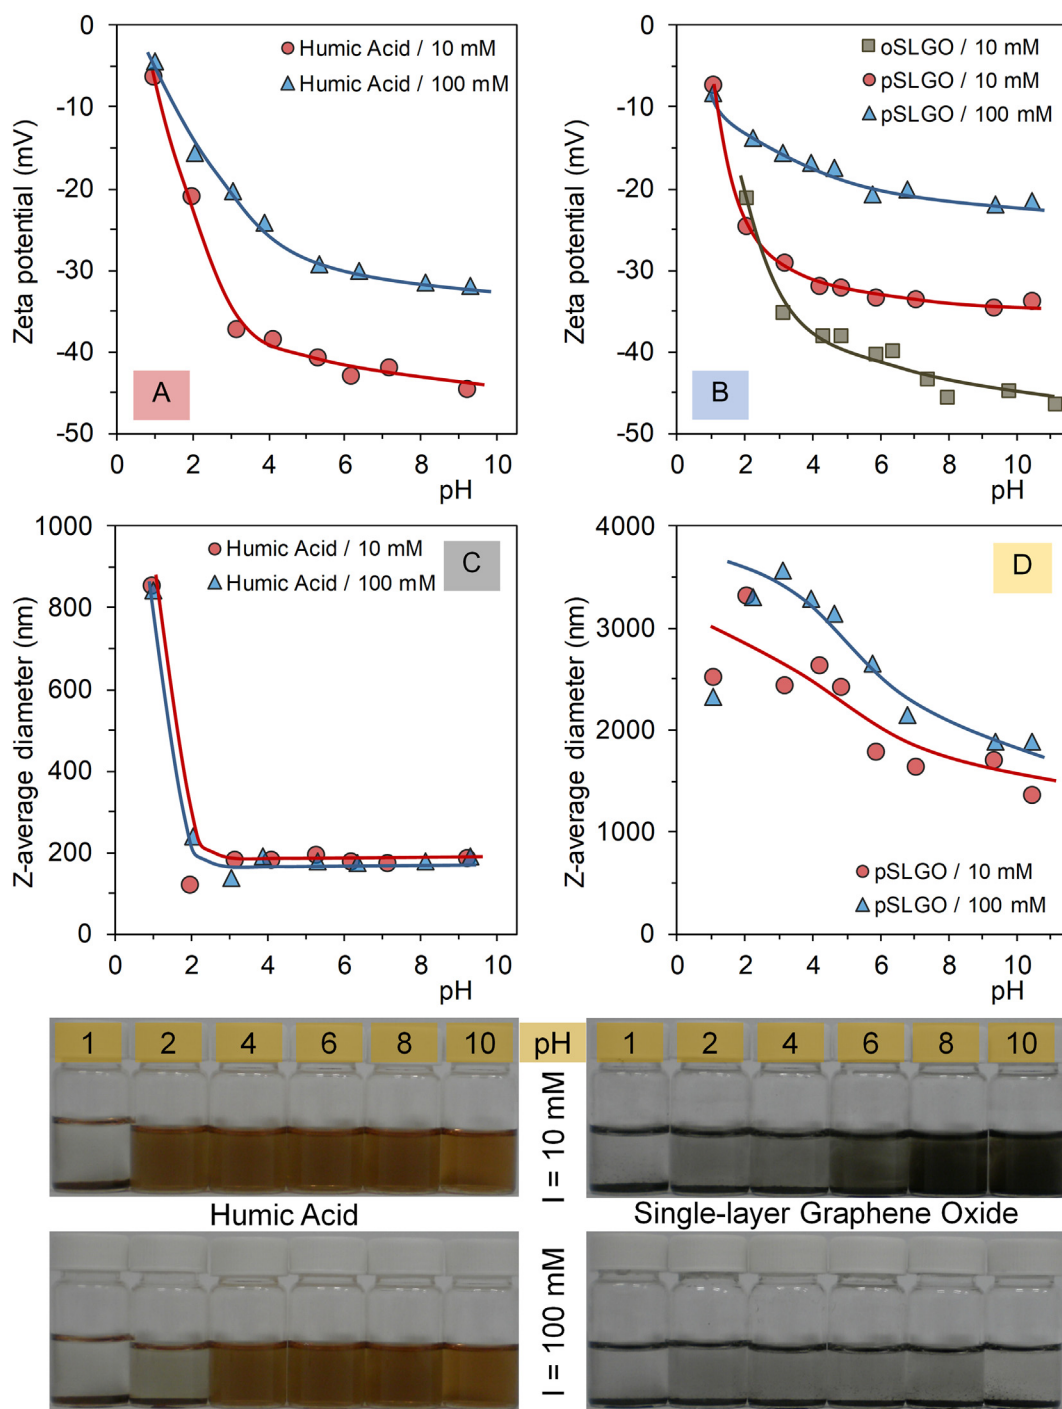 0
-10
-20
-30
-40
-50
Zeta potential (mV)
Humic Acid / 10 mM
Humic Acid / 100 mM
A
0 2 4 6 8 10
pH
0
-10
-20
-30
-40
-50
Zeta potential (mV)
oSLGO / 10 mM
pSLGO / 10 mM
pSLGO / 100 mM
B
0 2 4 6 8 10
pH
1000
800
600
400
200
0
Z-average diameter (nm)
Humic Acid / 10 mM
Humic Acid / 100 mM
C
0 2 4 6 8 10
pH
4000
3000
2000
1000
0
Z-average diameter (nm)
D
pSLGO / 10 mM
pSLGO / 100 mM
0 2 4 6 8 10
pH
1 2 4 6 8 10 pH 1 2 4 6 8 10
I = 10 mM
Humic Acid
Single-layer Graphene Oxide
I = 100 mM